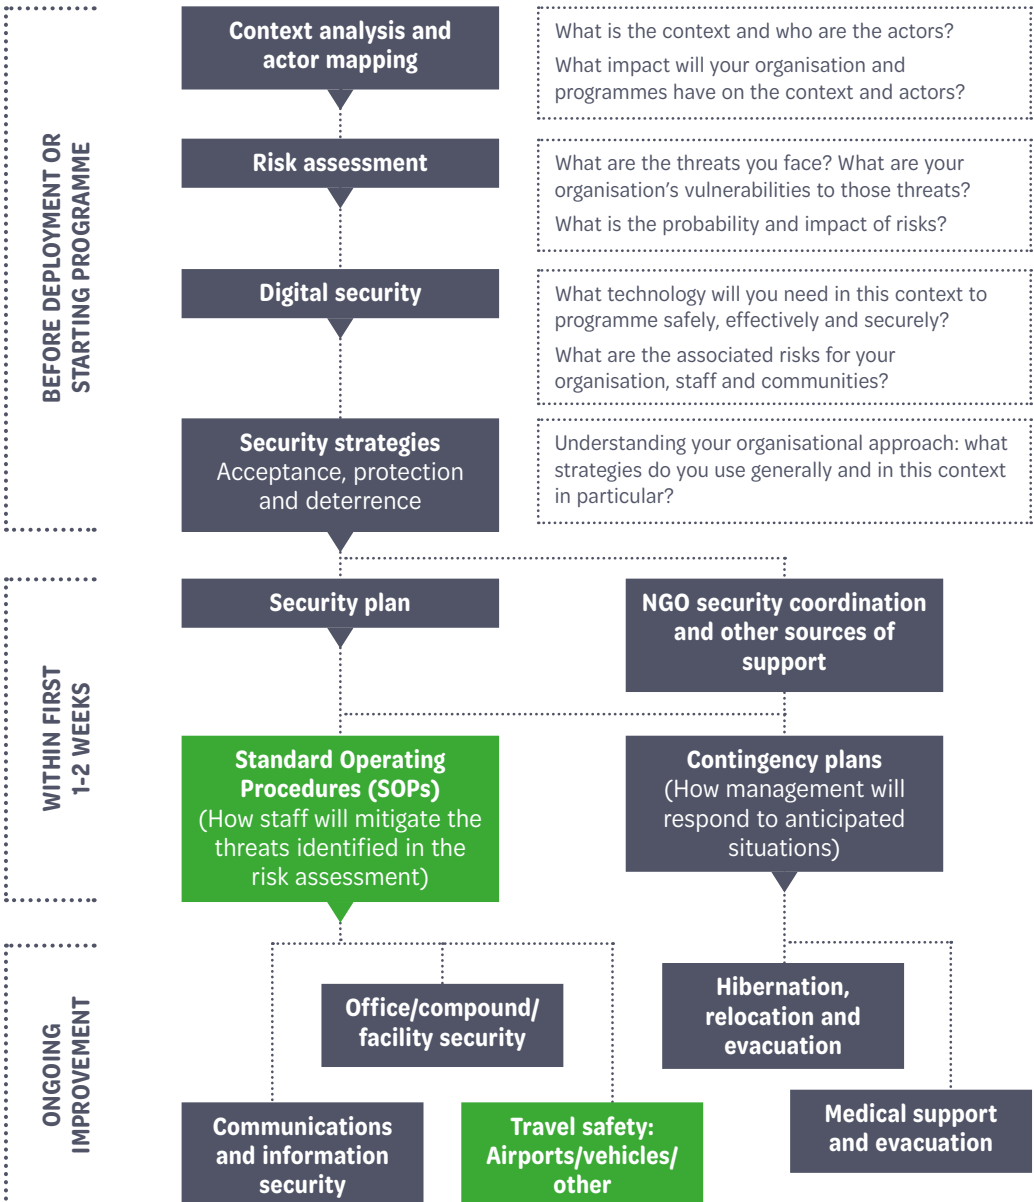 BEFORE DEPLOYMENT OR
STARTING PROGRAMME
Context analysis and
actor mapping
What is the context and who are the actors?
What impact will your organisation and
programmes have on the context and actors?
Risk assessment
What are the threats you face? What are your
organisation's vulnerabilities to those threats?
What is the probability and impact of risks?
Digital security
What technology will you need in this context to
programme safely, effectively and securely?
What are the associated risks for your
organisation, staff and communities?
Security strategies
Acceptance, protection
and deterrence
Understanding your organisational approach: what
strategies do you use generally and in this context
in particular?
WITHIN FIRST
1-2 WEEKS
Security plan
NGO security coordination
and other sources of
support
Standard Operating
Procedures (SOPs)
(How staff will mitigate the
threats identified in the
risk assessment)
Contingency plans
(How management will
respond to anticipated
situations)
ONGOING
IMPROVEMENT
Office/compound/
facility security
Hibernation,
relocation and
evacuation
Communications
and information
security
Travel safety:
Airports/vehicles/
other
Medical support
and evacuation